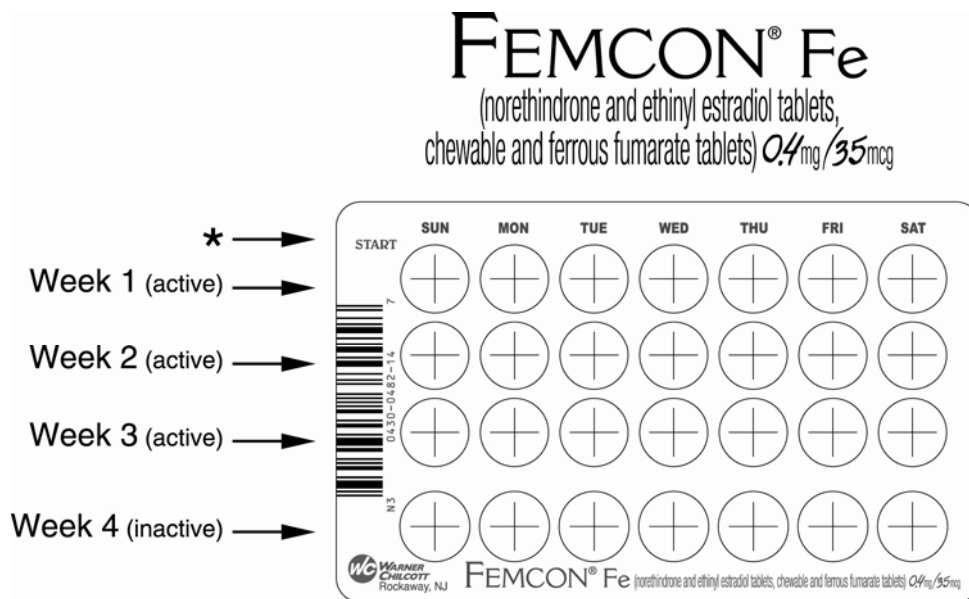 FEMCON® Fe
(norethindrone and ethinyl estradiol tablets,
chewable and ferrous fumarate tablets) 0.4mg/35mcg
*
START
SUN MON TUE WED THU FRI SAT
Week 1 (active)
Week 2 (active)
Week 3 (active)
Week 4 (inactive)
N3 0430-0482-14 7
WC WARNER
CHILCOTT
Rockaway, NJ
FEMCON® Fe (norethindrone and ethinyl estradiol tablets, chewable and ferrous fumarate tablets) 0.4mg/35mcg